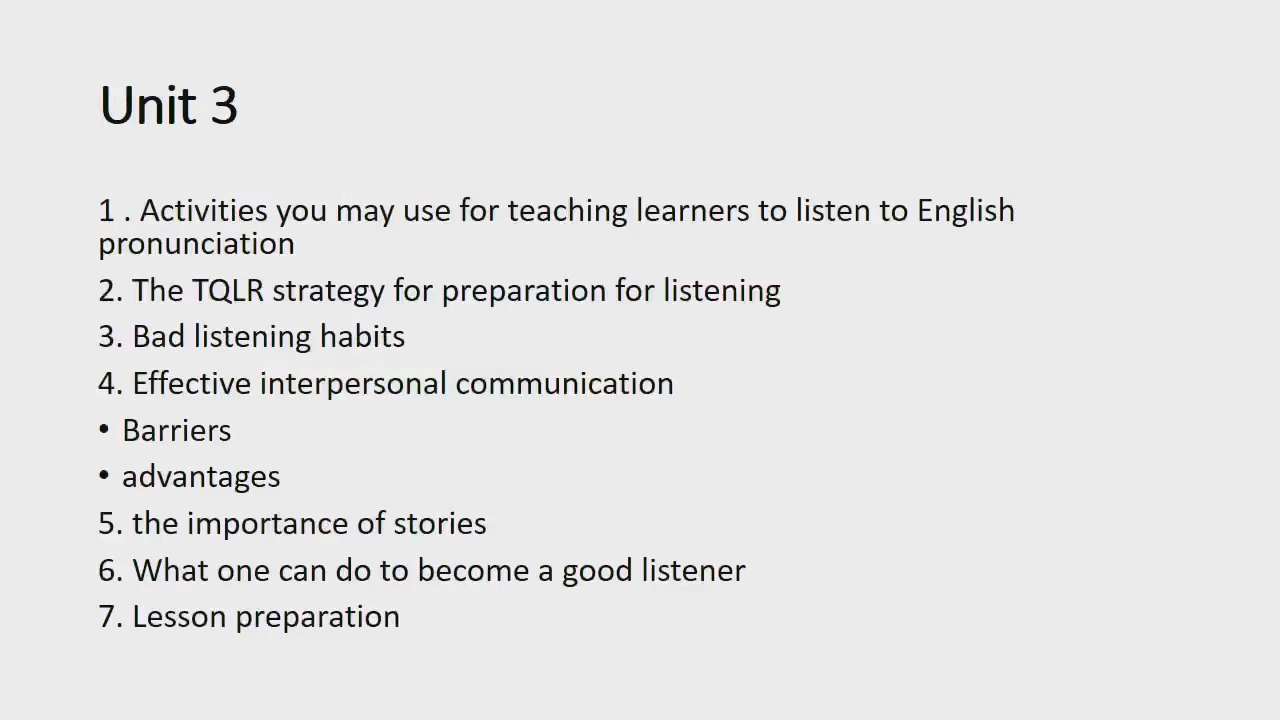 Unit 3
1 . Activities you may use for teaching learners to listen to English
pronunciation
2. The TQLR strategy for preparation for listening
3. Bad listening habits
4. Effective interpersonal communication
• Barriers
• advantages
5. the importance of stories
6. What one can do to become a good listener
7. Lesson preparation